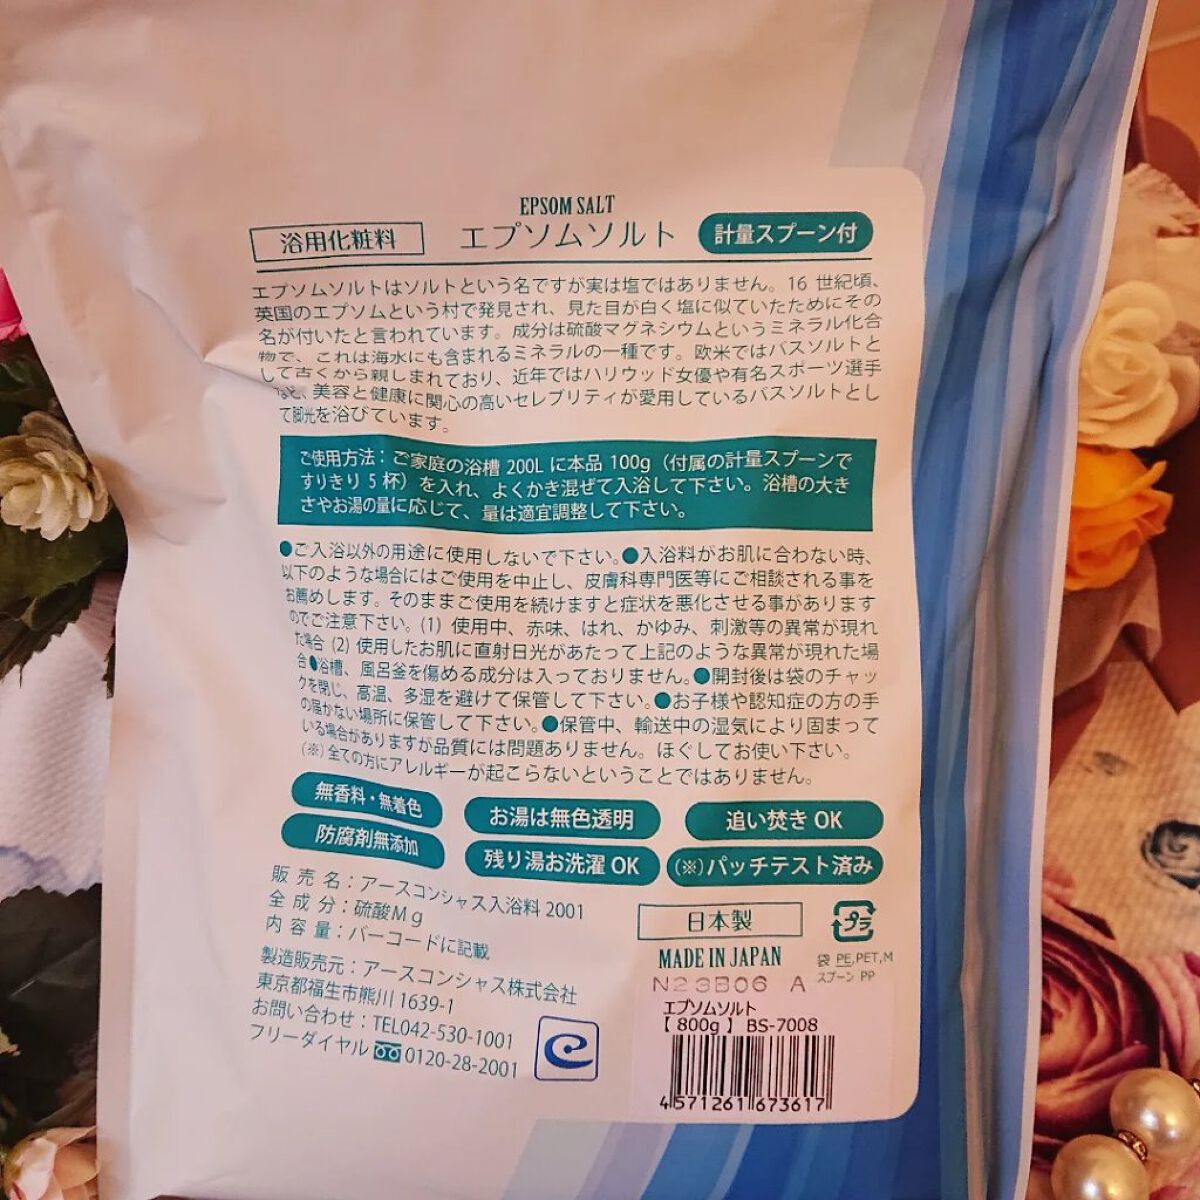 EPSOM SALT
浴用化粧料 エプソムソルト 計量スプーン付
エプソムソルトはソルトという名ですが実は塩ではありません。16 世紀頃、
英国のエプソムという村で発見され、見た目が白く塩に似ていたためにその
名が付いたと言われています。成分は硫酸マグネシウムというミネラル化合
物で、これは海水にも含まれるミネラルの一種です。欧米ではバスソルトと
して古くから親しまれており、近年ではハリウッド女優や有名スポーツ選手
など、美容と健康に関心の高いセレブリティが愛用しているバスソルトとし
て脚光を浴びています。
ご使用方法：ご家庭の浴槽 200L に本品 100g（付属の計量スプーンで
すりきり 5 杯）を入れ、よくかき混ぜて入浴して下さい。浴槽の大き
さやお湯の量に応じて、量は適宜調整して下さい。
●ご入浴以外の用途に使用しないで下さい。●入浴料がお肌に合わない時、
以下のような場合にはご使用を中止し、皮膚科専門医等にご相談される事を
お薦めします。そのままご使用を続けますと症状を悪化させる事があります
のでご注意下さい。(1) 使用中、赤味、はれ、かゆみ、刺激等の異常が現れ
た場合 (2) 使用したお肌に直射日光があたって上記のような異常が現れた場
合●浴槽、風呂釜を傷める成分は入っておりません。●開封後は袋のチャッ
クを閉じ、高温、多湿を避けて保管して下さい。●お子様や認知症の方の手
の届かない場所に保管して下さい。●保管中、輸送中の湿気により固まって
いる場合がありますが品質には問題ありません。ほぐしてお使い下さい。
(※) 全ての方にアレルギーが起こらないということではありません。
無香料・無着色 お湯は無色透明 追い焚き OK
防腐剤無添加 残り湯お洗濯 OK (※)パッチテスト済み
販 売 名：アースコンシャス入浴料 2001
全 成 分：硫酸Mg
内 容 量：バーコードに記載
製造販売元：アースコンシャス株式会社
東京都福生市熊川 1639-1
お問い合わせ：TEL042-530-1001
フリーダイヤル 0120-28-2001
日本製
MADE IN JAPAN
プラ
袋 PE,PET,M
スプーン PP
N23B06 A
エプソムソルト
【 800g 】 BS-7008
4 571261 673617